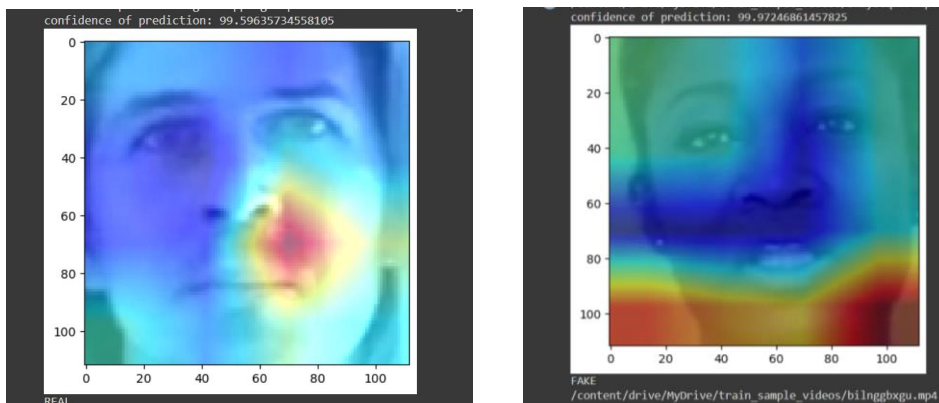 confidence of prediction: 99.59635734558105
0
20
40
60
80
100
0 20 40 60 80 100
REAL
confidence of prediction: 99.97246861457825
0
20
40
60
80
100
0 20 40 60 80 100
FAKE
/content/drive/MyDrive/train_sample_videos/bilnggbxgu.mp4